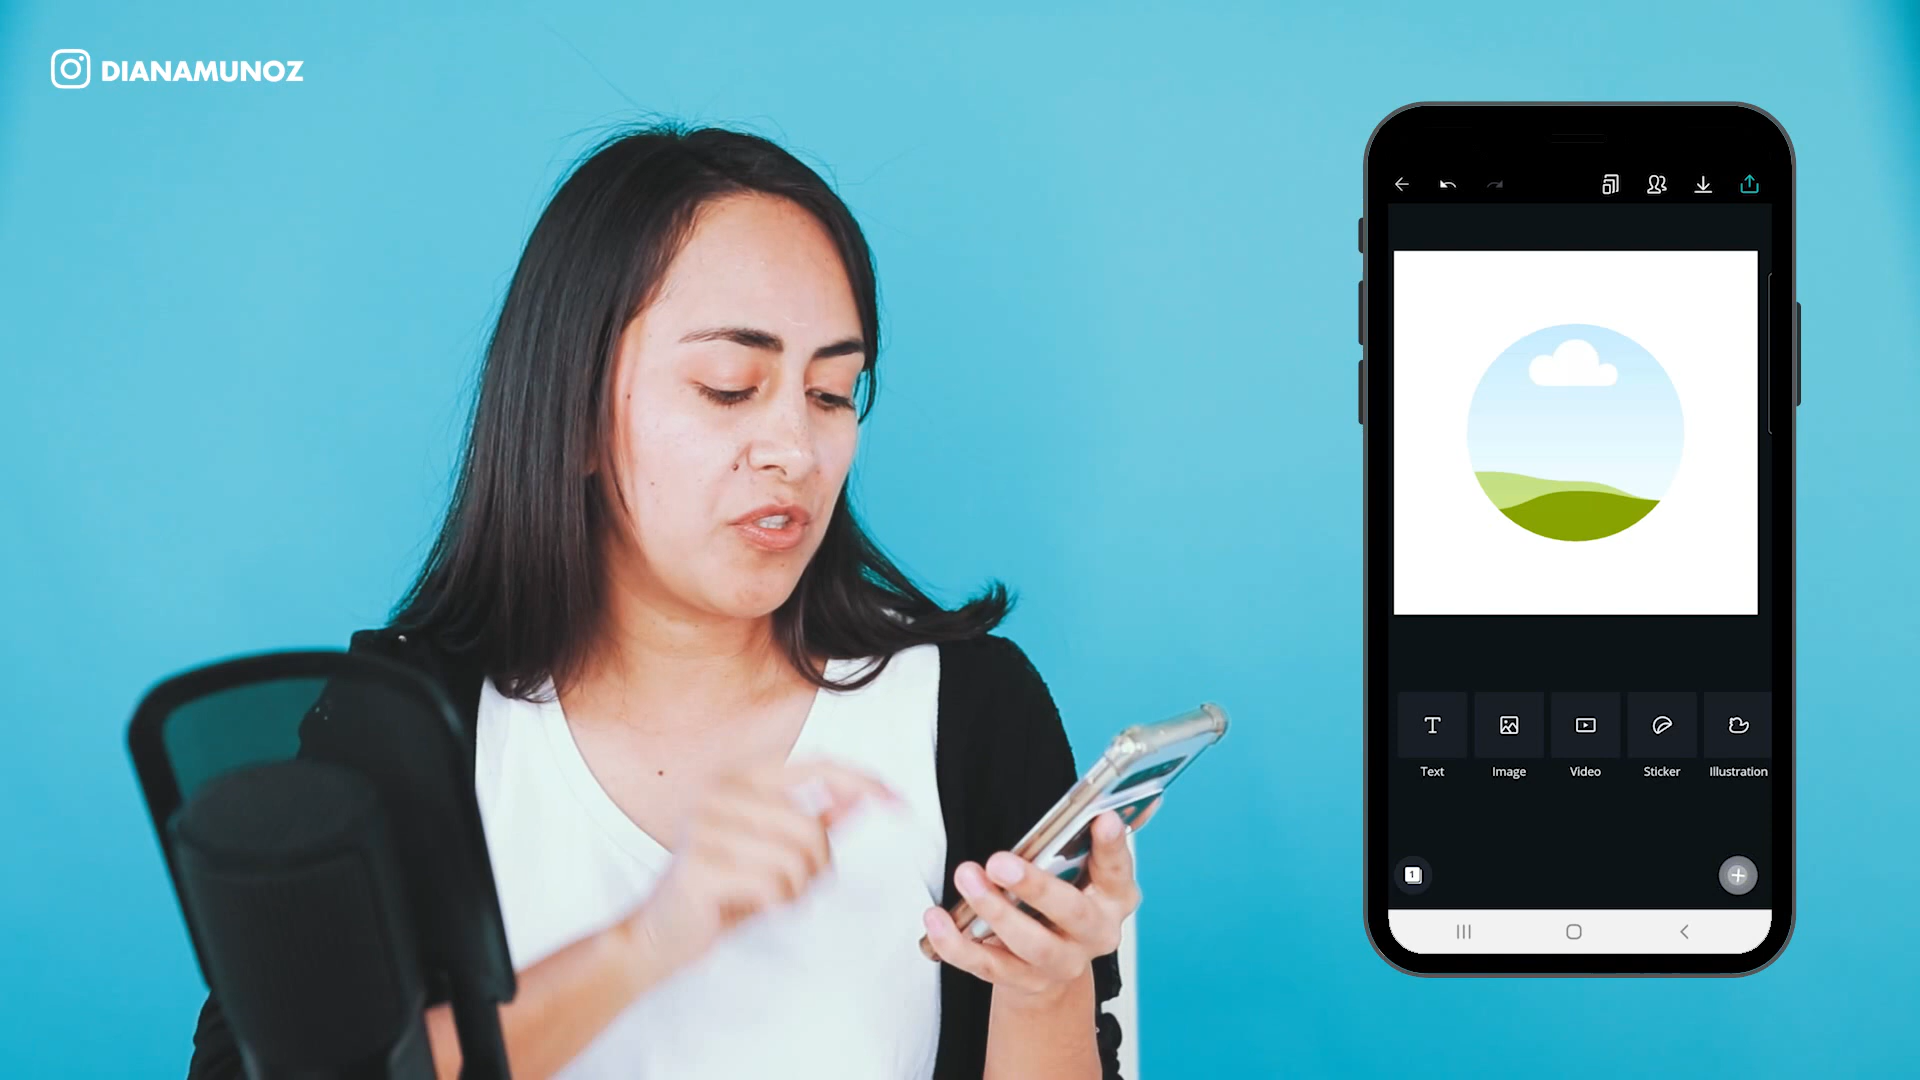 DIANAMUNOZ
Text
Image
Video
Sticker
Illustration
1